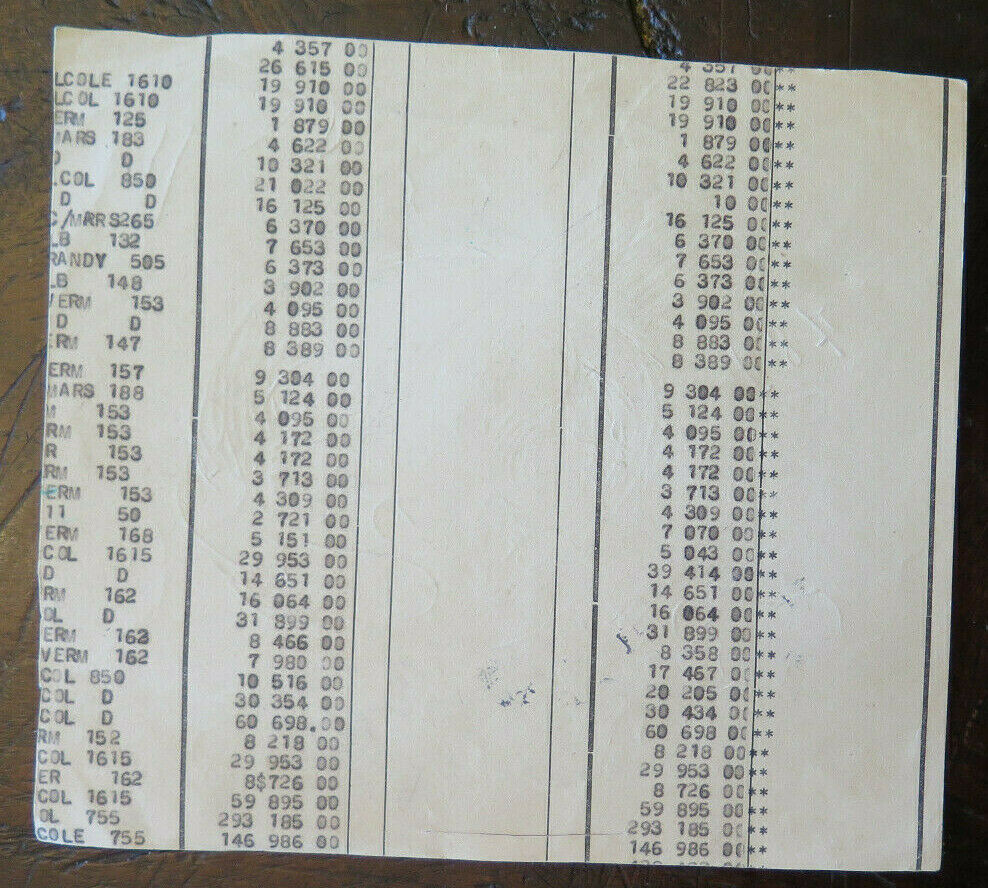 4 357 00 4 357 00**
26 615 00 22 823 00**
LCOLE 1610 19 910 00 19 910 00**
LCOL 1610 19 910 00 19 910 00**
ERM 125 1 879 00 1 879 00**
MARS 183 4 622 00 4 622 00**
D D 10 321 00 10 321 00**
LCOL 850 21 022 00 10 00**
D D 16 125 00 16 125 00**
C/MRRS265 6 370 00 6 370 00**
LB 132 7 653 00 7 653 00**
RANDY 505 6 373 00 6 373 00**
LB 148 3 902 00 3 902 00**
VERM 153 4 095 00 4 095 00**
D D 8 883 00 8 883 00**
ERM 147 8 389 00 8 389 00**
ERM 157 9 304 00 9 304 00**
MARS 188 5 124 00 5 124 00**
M 153 4 095 00 4 095 00**
RM 153 4 172 00 4 172 00**
R 153 4 172 00 4 172 00**
RM 153 3 713 00 3 713 00**
ERM 153 4 309 00 4 309 00**
11 50 2 721 00 7 070 00**
ERM 168 5 151 00 5 043 00**
COL 1615 29 953 00 39 414 00**
D D 14 651 00 14 651 00**
RM 162 16 064 00 16 064 00**
OL D 31 899 00 31 899 00**
ERM 162 8 466 00 8 358 00**
VERM 162 7 980 00 17 467 00**
COL 850 10 516 00 20 205 00**
COL D 30 354 00 30 434 00**
COL D 60 698.00 60 698 00**
RM 152 8 218 00 8 218 00**
COL 1615 29 953 00 29 953 00**
ER 162 8$726 00 8 726 00**
COL 1615 59 895 00 59 895 00**
OL 755 293 185 00 293 185 00**
COLE 755 146 986 00 146 986 00**